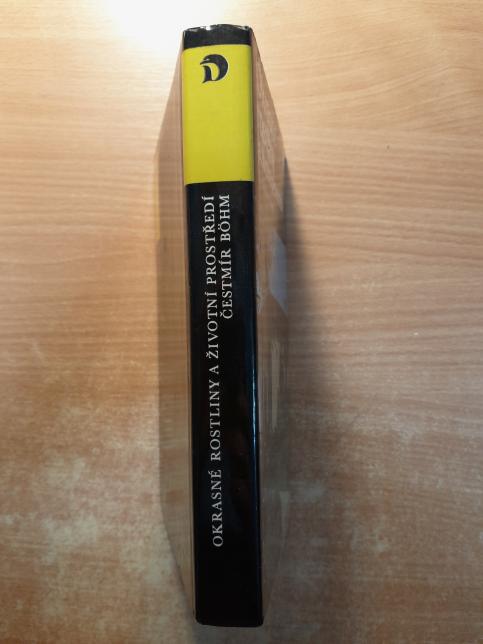 OKRASNÉ ROSTLINY A ŽIVOTNÍ PROSTŘEDÍ
ČESTMÍR BÖHM